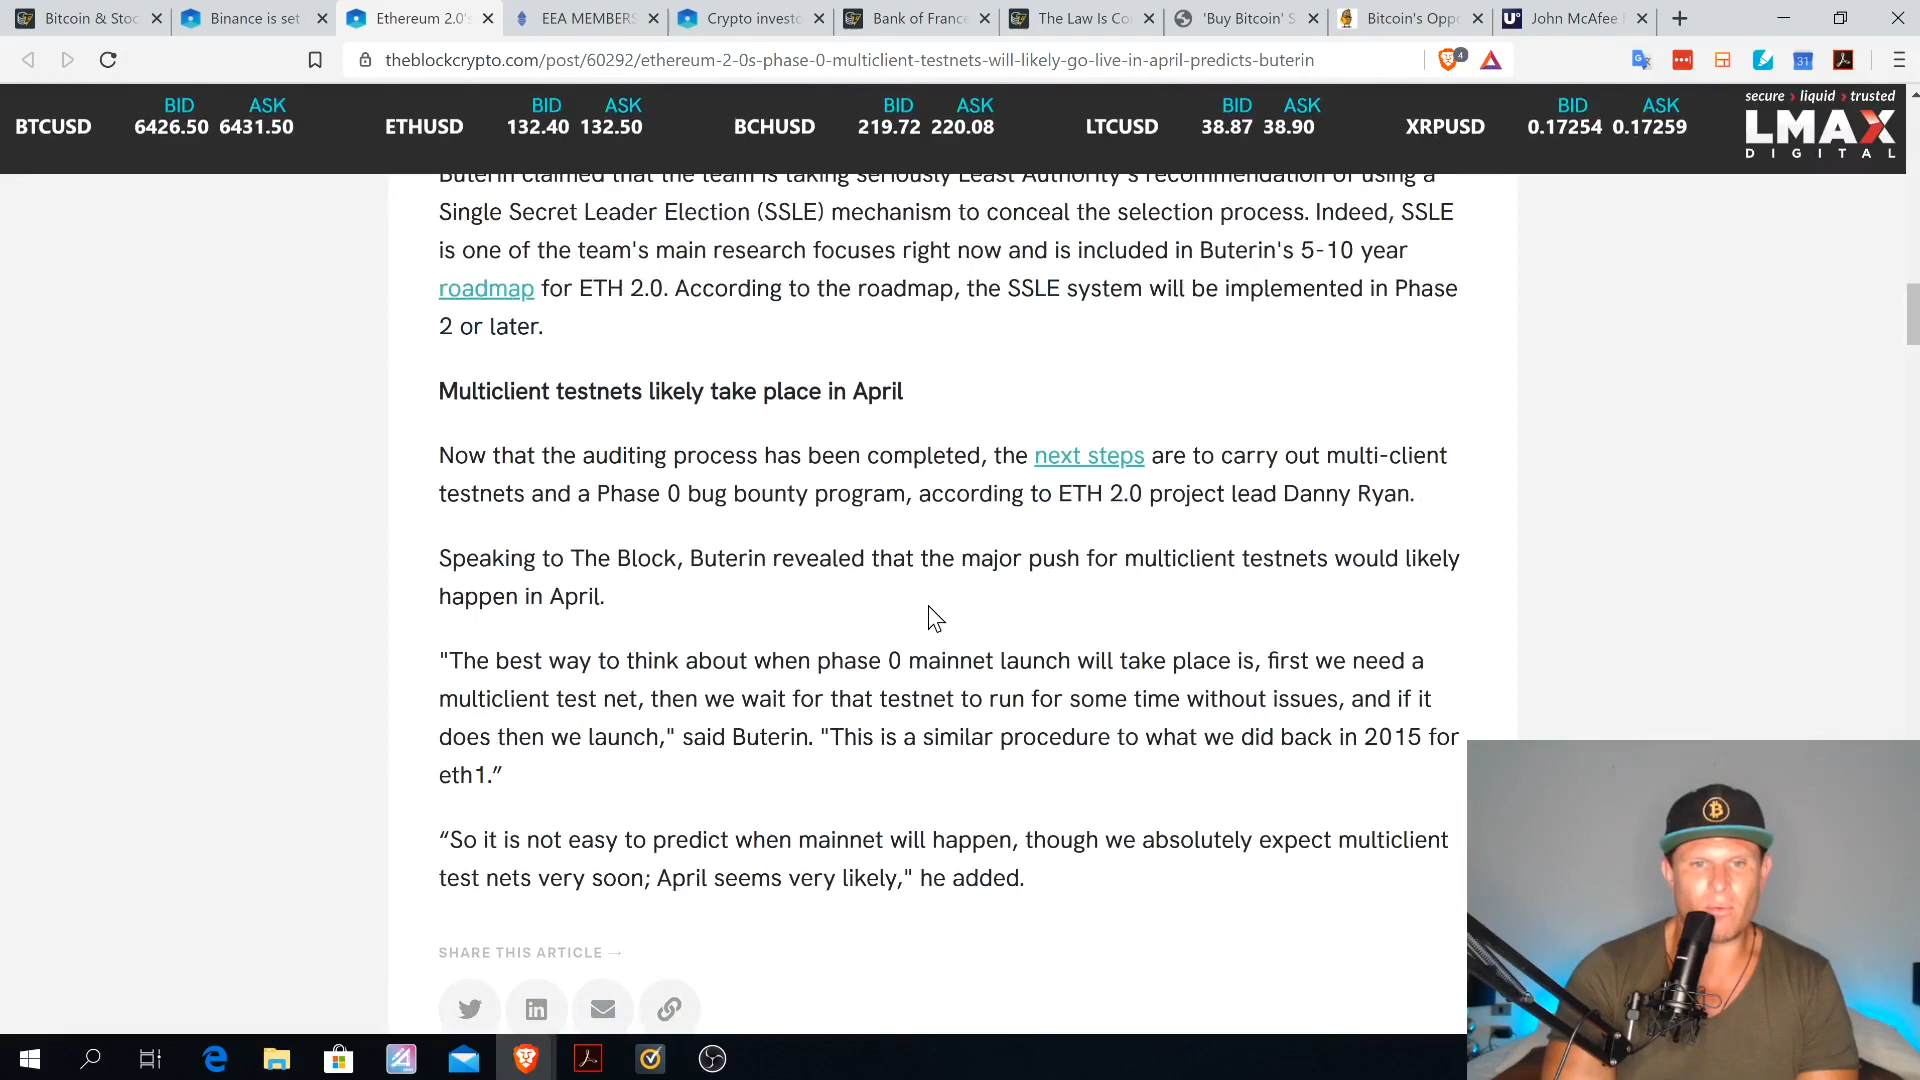 Bitcoin & Stoc
Binance is set
Ethereum 2.0's
EEA MEMBERS
Crypto investo
Bank of France
The Law Is Co
'Buy Bitcoin' S
Bitcoin's Oppo
John McAfee
theblockcrypto.com/post/60292/ethereum-2-0s-phase-0-multiclient-testnets-will-likely-go-live-in-april-predicts-buterin
4
31
BID ASK
BTCUSD 6426.50 6431.50
BID ASK
ETHUSD 132.40 132.50
BID ASK
BCHUSD 219.72 220.08
BID ASK
LTCUSD 38.87 38.90
BID ASK
XRPUSD 0.17254 0.17259
secure › liquid › trusted
LMAX
DIGITAL
Buterin claimed that the team is taking seriously Least Authority's recommendation of using a
Single Secret Leader Election (SSLE) mechanism to conceal the selection process. Indeed, SSLE
is one of the team's main research focuses right now and is included in Buterin's 5-10 year
roadmap for ETH 2.0. According to the roadmap, the SSLE system will be implemented in Phase
2 or later.
Multiclient testnets likely take place in April
Now that the auditing process has been completed, the next steps are to carry out multi-client
testnets and a Phase 0 bug bounty program, according to ETH 2.0 project lead Danny Ryan.
Speaking to The Block, Buterin revealed that the major push for multiclient testnets would likely
happen in April.
"The best way to think about when phase 0 mainnet launch will take place is, first we need a
multiclient test net, then we wait for that testnet to run for some time without issues, and if it
does then we launch," said Buterin. "This is a similar procedure to what we did back in 2015 for
eth1.”
“So it is not easy to predict when mainnet will happen, though we absolutely expect multiclient
test nets very soon; April seems very likely," he added.
SHARE THIS ARTICLE →